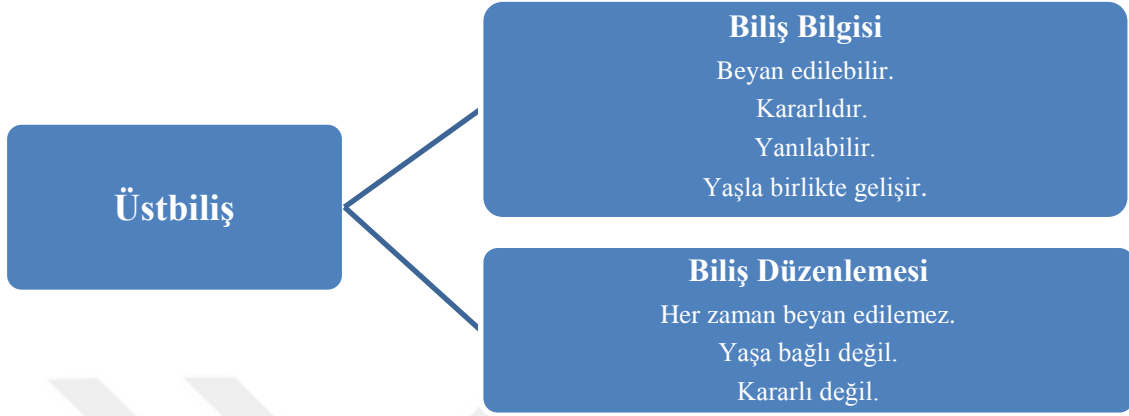 Üstbiliş
Biliş Bilgisi
Beyan edilebilir.
Kararlıdır.
Yanılabilir.
Yaşla birlikte gelişir.
Biliş Düzenlemesi
Her zaman beyan edilemez.
Yaşa bağlı değil.
Kararlı değil.